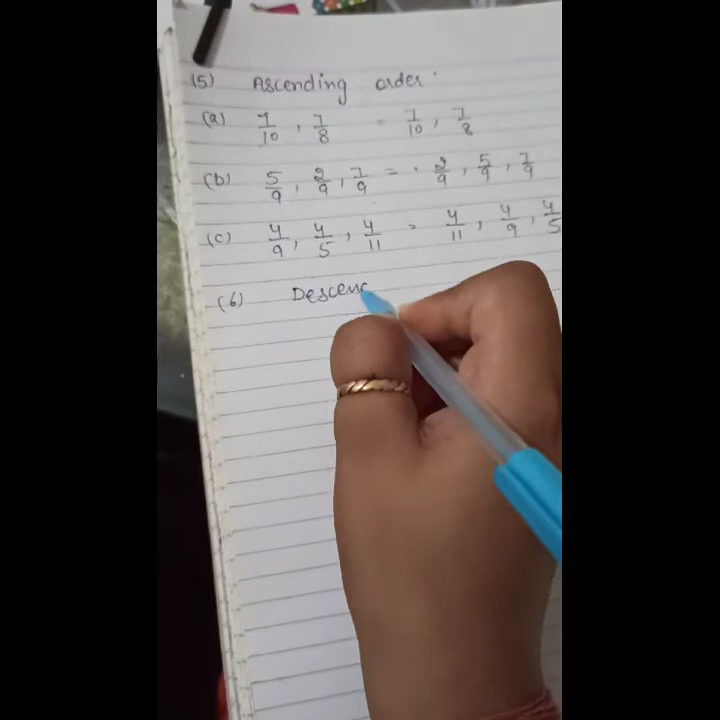 (5) Ascending order:
(a) 7/10, 7/8 = 7/10, 7/8
(b) 5/9, 2/9, 7/9 = 2/9, 5/9, 7/9
(c) 4/9, 4/5, 4/11 = 4/11, 4/9, 4/5
(6) Descen